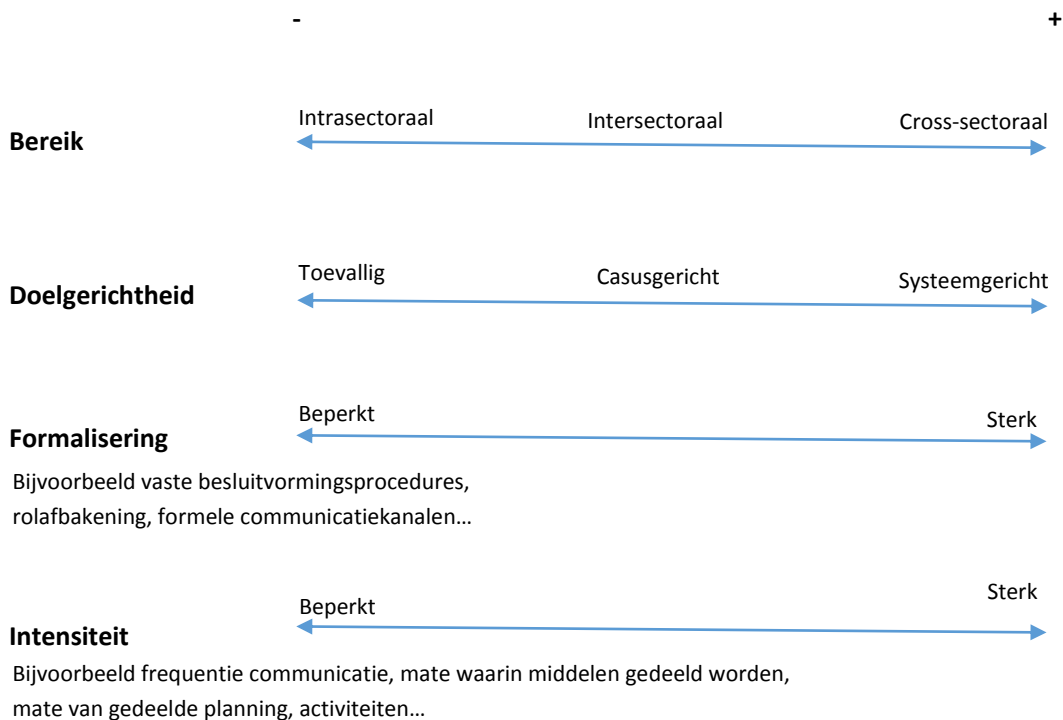 - +
Intrasectoraal Intersectoraal Cross-sectoraal
Bereik
Toevallig Casusgericht Systeemgericht
Doelgerichtheid
Beperkt Sterk
Formalisering
Bijvoorbeeld vaste besluitvormingsprocedures,
rolafbakening, formele communicatiekanalen…
Beperkt Sterk
Intensiteit
Bijvoorbeeld frequentie communicatie, mate waarin middelen gedeeld worden,
mate van gedeelde planning, activiteiten…